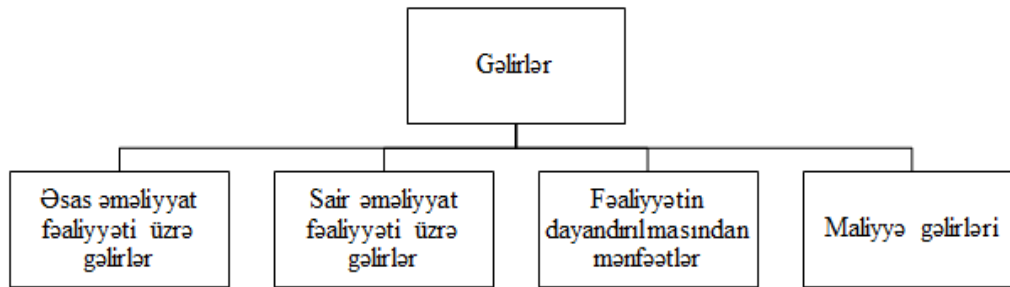 Gəlirlər
Əsas əməliyyat
fəaliyyəti üzrə
gəlirlər
Sair əməliyyat
fəaliyyəti üzrə
gəlirlər
Fəaliyyətin
dayandırılmasından
mənfəətlər
Maliyyə gəlirləri